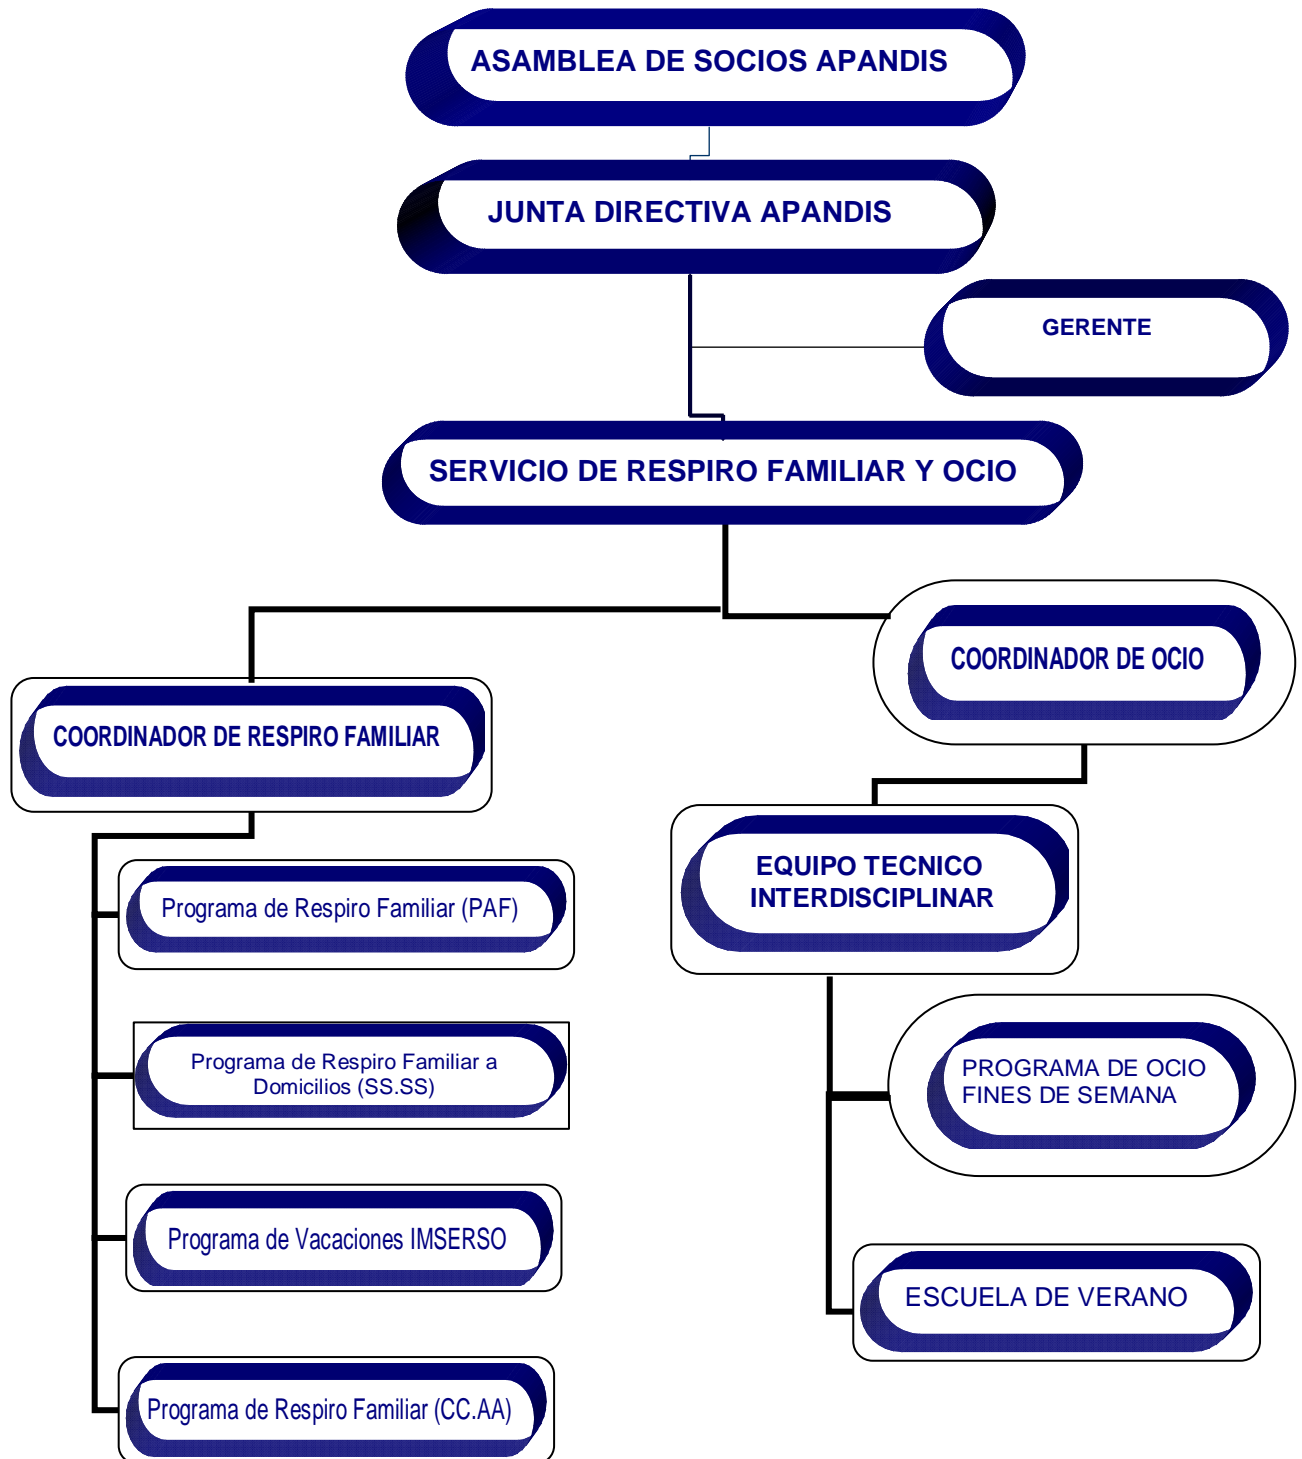 ASAMBLEA DE SOCIOS APANDIS
JUNTA DIRECTIVA APANDIS
GERENTE
SERVICIO DE RESPIRO FAMILIAR Y OCIO
COORDINADOR DE OCIO
COORDINADOR DE RESPIRO FAMILIAR
EQUIPO TECNICO
INTERDISCIPLINAR
Programa de Respiro Familiar (PAF)
Programa de Respiro Familiar a
Domicilios (SS.SS)
PROGRAMA DE OCIO
FINES DE SEMANA
Programa de Vacaciones IMSERSO
ESCUELA DE VERANO
Programa de Respiro Familiar (CC.AA)